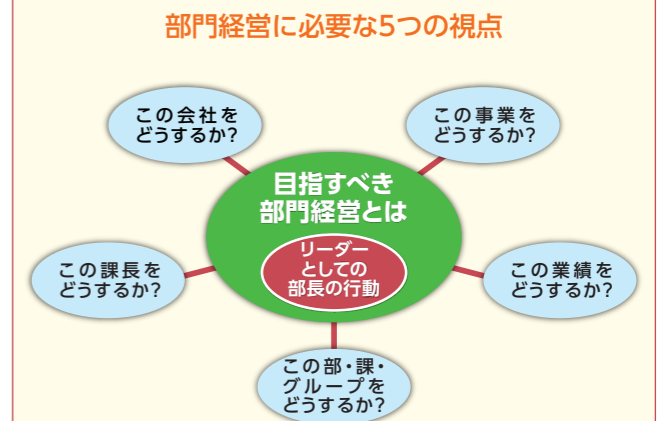 部門経営に必要な5つの視点
この会社を
どうするか?
この事業を
どうするか?
目指すべき
部門経営とは
リーダー
としての
部長の行動
この課長を
どうするか?
この業績を
どうするか?
この部・課・
グループを
どうするか?